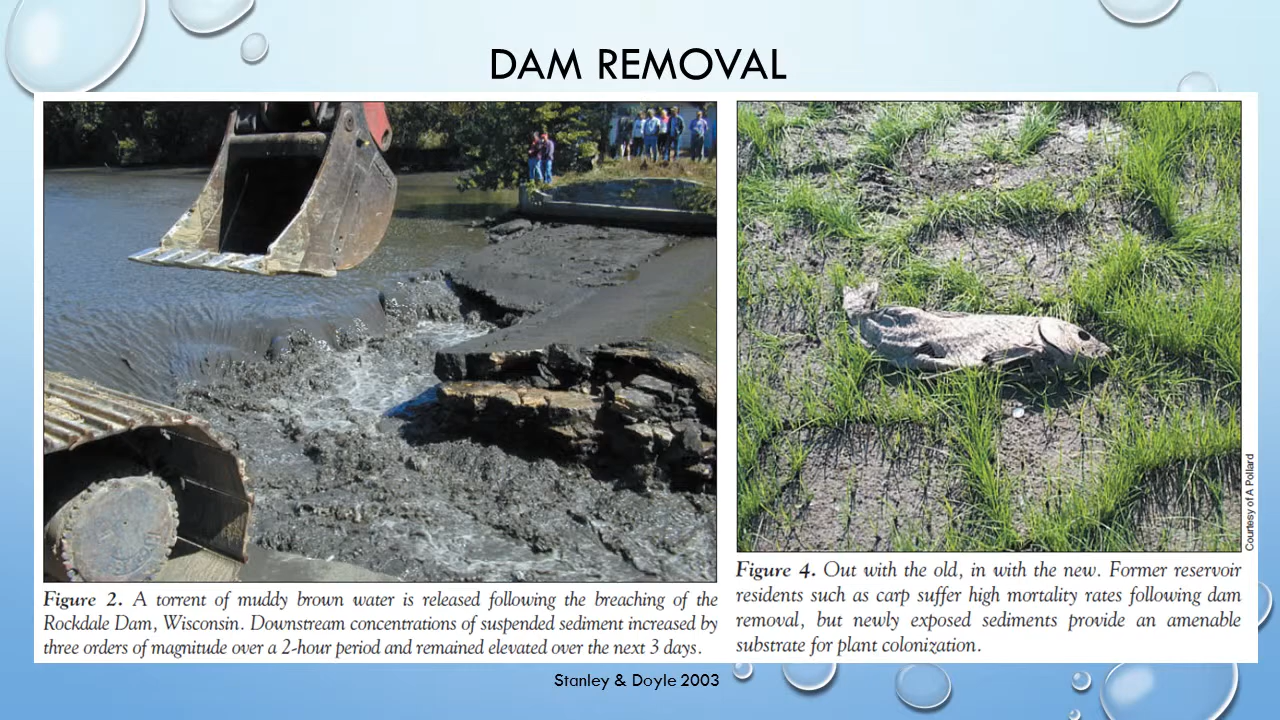 DAM REMOVAL
Courtesy of A Pollard
Figure 2. A torrent of muddy brown water is released following the breaching of the
Rockdale Dam, Wisconsin. Downstream concentrations of suspended sediment increased by
three orders of magnitude over a 2-hour period and remained elevated over the next 3 days.
Figure 4. Out with the old, in with the new. Former reservoir
residents such as carp suffer high mortality rates following dam
removal, but newly exposed sediments provide an amenable
substrate for plant colonization.
Stanley & Doyle 2003